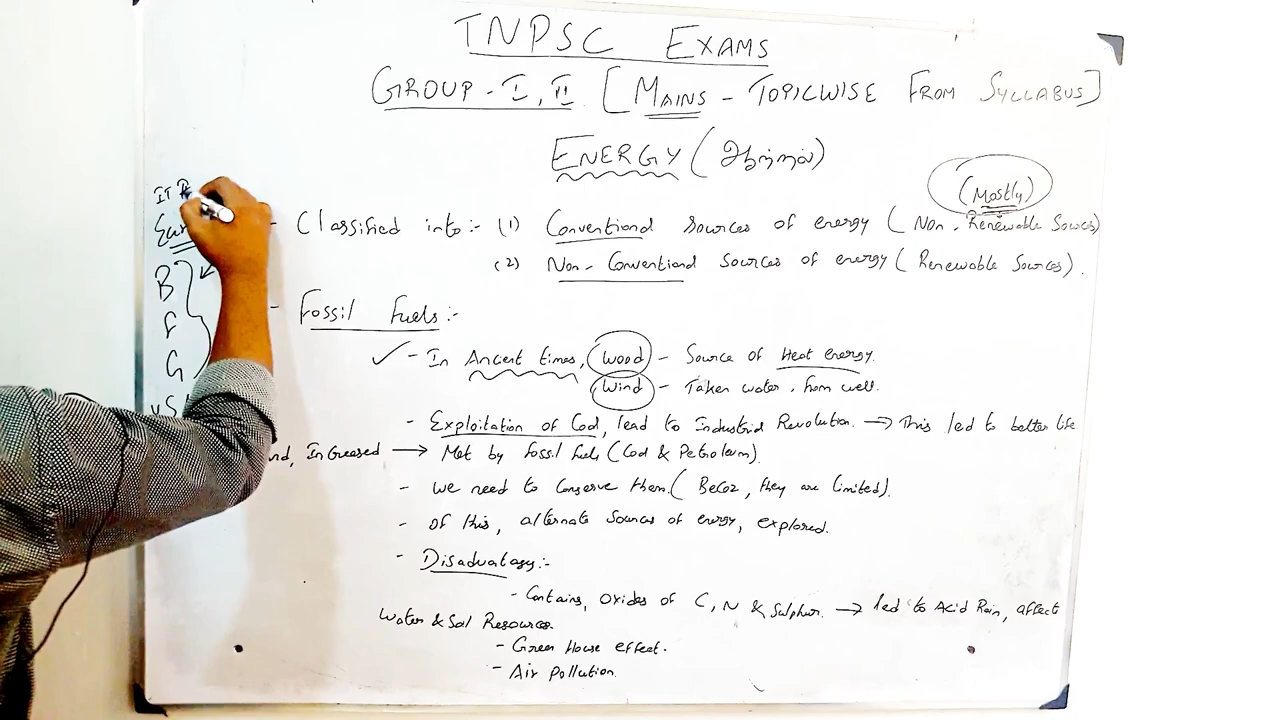 TNPSC EXAMS
GROUP - I, II [MAINS - TOPICWISE FROM SYLLABUS]
ENERGY (ஆற்றல்)
(Mostly)
IT
- Classified into:- (1) Conventional Sources of energy (Non-Renewable Sources)
(2) Non-Conventional Sources of energy (Renewable Sources).
B
F
G
- Fossil Fuels:-
✓ - In Ancient times, Wood - Source of Heat energy.
Wind - Taken water, from well.
- Exploitation of Coal, lead to Industrial Revolution. → This led to better life
Increased → Met by fossil fuels (Coal & Petroleum).
- We need to Conserve them (Becoz, they are limited).
- Of this, alternate Sources of energy, explored.
- Disadvatags:-
- Contains, oxides of C, N & Sulphur. → led to Acid Rain, affect
Water & Soil Resources.
- Green House effect.
- Air Pollution.